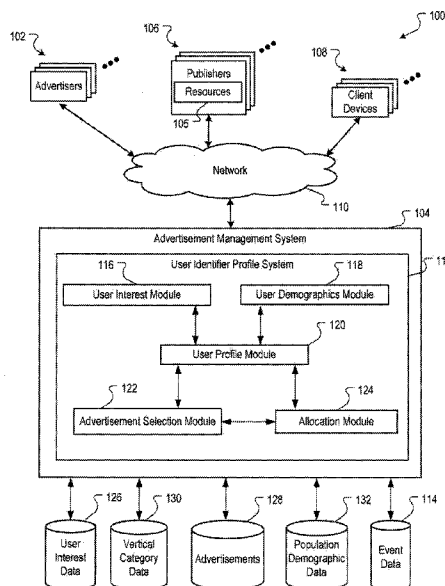 100
106
102
Publishers
108
Advertisers
Resources
Client
Devices
105
Network
110
104
Advertisement Management System
11
116
User Identifier Profile System
118
User Interest Module
User Demographics Module
120
User Profile Module
122
124
Advertisement Selection Module
Allocation Module
126
130
128
132
114
User
Interest
Data
Vertical
Category
Data
Advertisements
Population
Demographic
Data
Event
Data